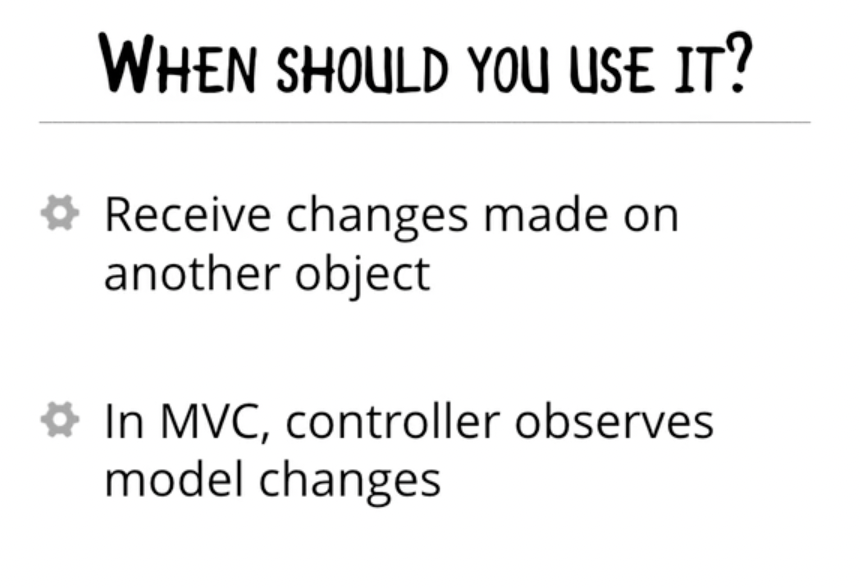 WHEN SHOULD YOU USE IT?
Receive changes made on
another object
In MVC, controller observes
model changes